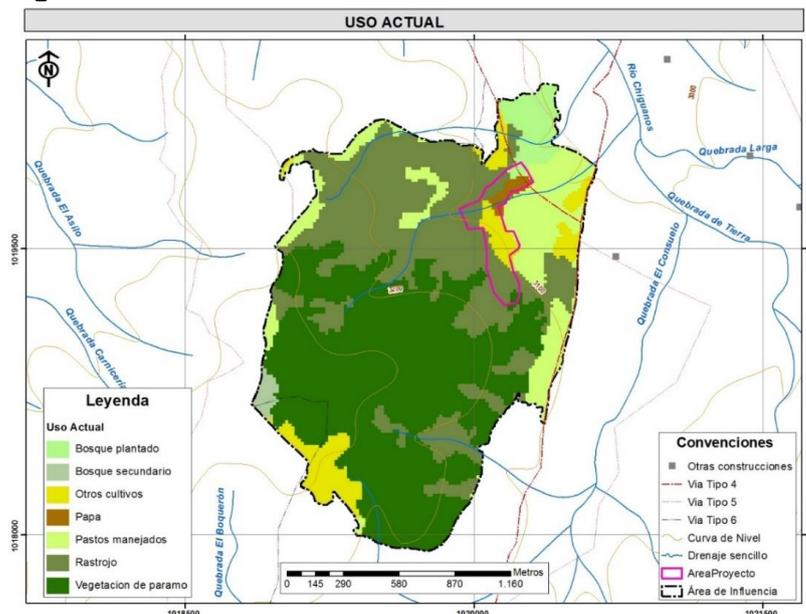 USO ACTUAL
N
Río Chiguanos
3300
Quebrada Larga
Quebrada El Asilo
Quebrada de Tierra
1019500
Quebrada El Consuelo
3200
Quebrada Carnicería
Leyenda
Uso Actual
Bosque plantado
Bosque secundario
Otros cultivos
Papa
Pastos manejados
Rastrojo
Vegetacion de paramo
Quebrada El Boquerón
1018000
Metros
0 145 290 580 870 1.160
Convenciones
Otras construcciones
Via Tipo 4
Via Tipo 5
Via Tipo 6
Curva de Nivel
Drenaje sencillo
AreaProyecto
Área de Influencia